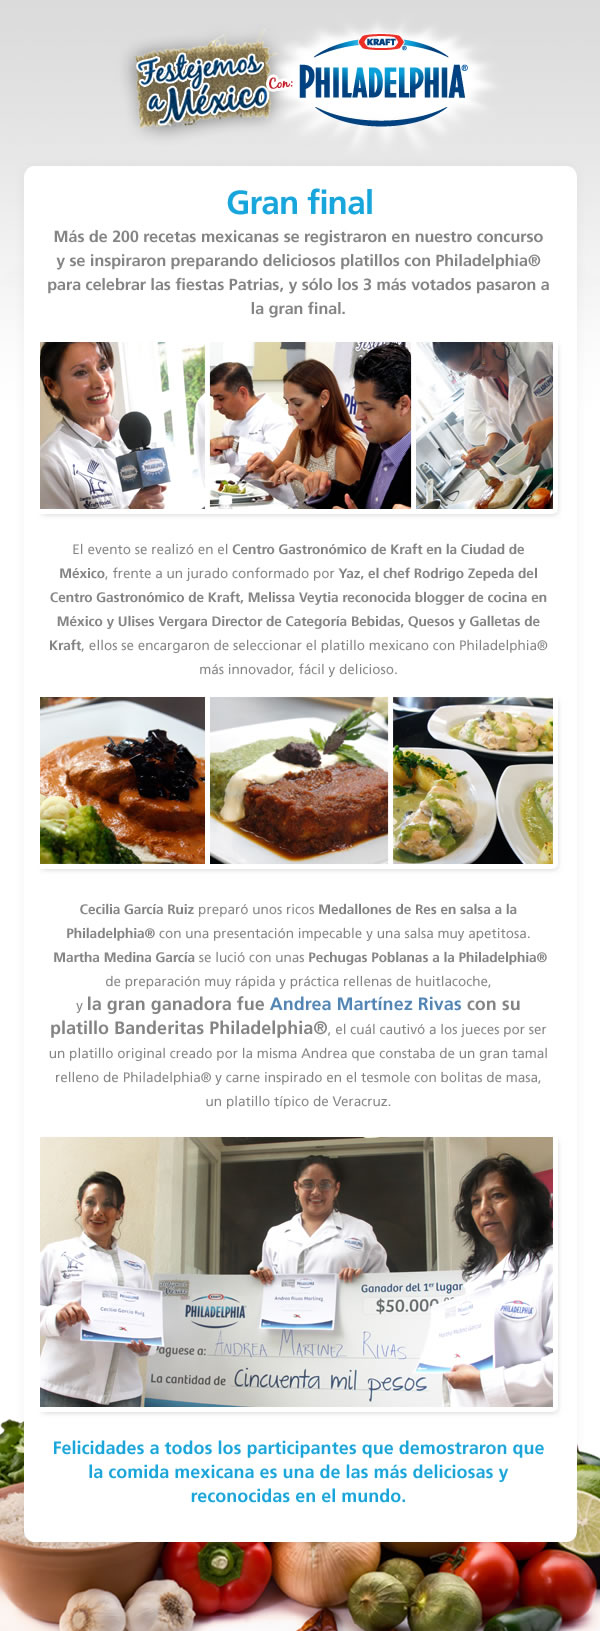 Festejemos
a México
Con:
KRAFT
PHILADELPHIA®
Gran final
Más de 200 recetas mexicanas se registraron en nuestro concurso
y se inspiraron preparando deliciosos platillos con Philadelphia®
para celebrar las fiestas Patrias, y sólo los 3 más votados pasaron a
la gran final.
El evento se realizó en el Centro Gastronómico de Kraft en la Ciudad de
México, frente a un jurado conformado por Yaz, el chef Rodrigo Zepeda del
Centro Gastronómico de Kraft, Melissa Veytia reconocida blogger de cocina en
México y Ulises Vergara Director de Categoría Bebidas, Quesos y Galletas de
Kraft, ellos se encargaron de seleccionar el platillo mexicano con Philadelphia®
más innovador, fácil y delicioso.
Cecilia García Ruiz preparó unos ricos Medallones de Res en salsa a la
Philadelphia® con una presentación impecable y una salsa muy apetitosa.
Martha Medina García se lució con unas Pechugas Poblanas a la Philadelphia®
de preparación muy rápida y práctica rellenas de huitlacoche,
y la gran ganadora fue Andrea Martínez Rivas con su
platillo Banderitas Philadelphia®, el cuál cautivó a los jueces por ser
un platillo original creado por la misma Andrea que constaba de un gran tamal
relleno de Philadelphia® y carne inspirado en el tesmole con bolitas de masa,
un platillo típico de Veracruz.
Cecilia García Ruiz
Andrea Rivas Martínez
KRAFT
PHILADELPHIA
Ganador del 1er lugar
$50,000.00
páguese a: ANDREA MARTINEZ RIVAS
La cantidad de Cincuenta mil pesos
Felicidades a todos los participantes que demostraron que
la comida mexicana es una de las más deliciosas y
reconocidas en el mundo.